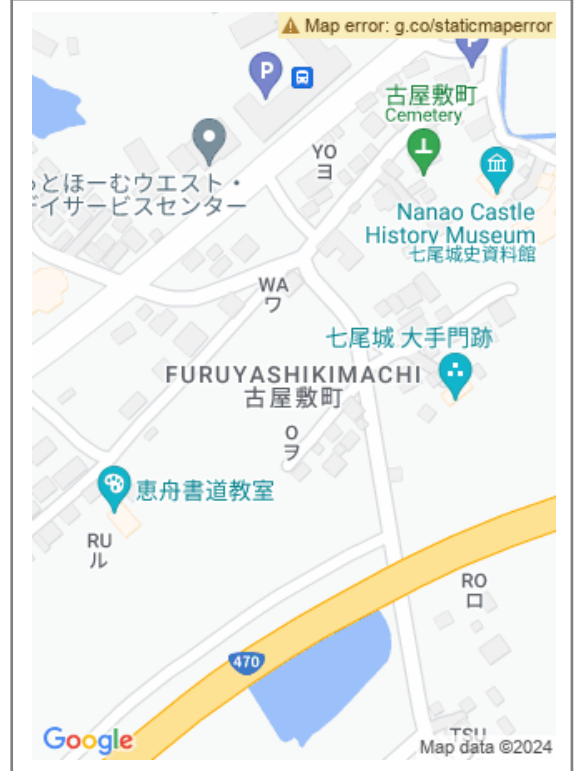 Map error: g.co/staticmaperror
P
P
古屋敷町
Cemetery
YO
ヨ
っとほーむウエスト・
デイサービスセンター
Nanao Castle
History Museum
七尾城史資料館
WA
ワ
七尾城 大手門跡
FURUYASHIKIMACHI
古屋敷町
O
ヲ
恵舟書道教室
RU
ル
RO
ロ
470
TSU
Google
Map data ©2024